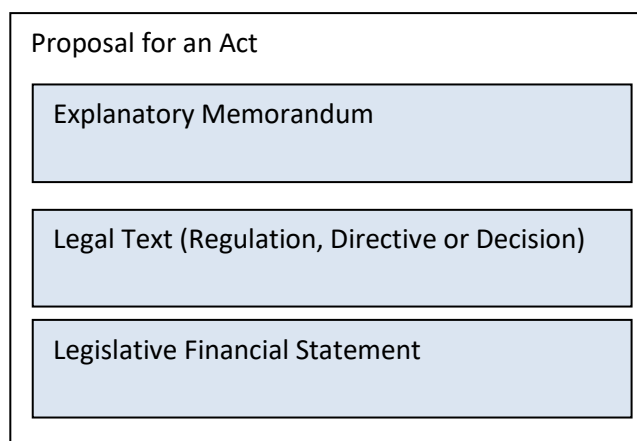 Proposal for an Act
Explanatory Memorandum
Legal Text (Regulation, Directive or Decision)
Legislative Financial Statement